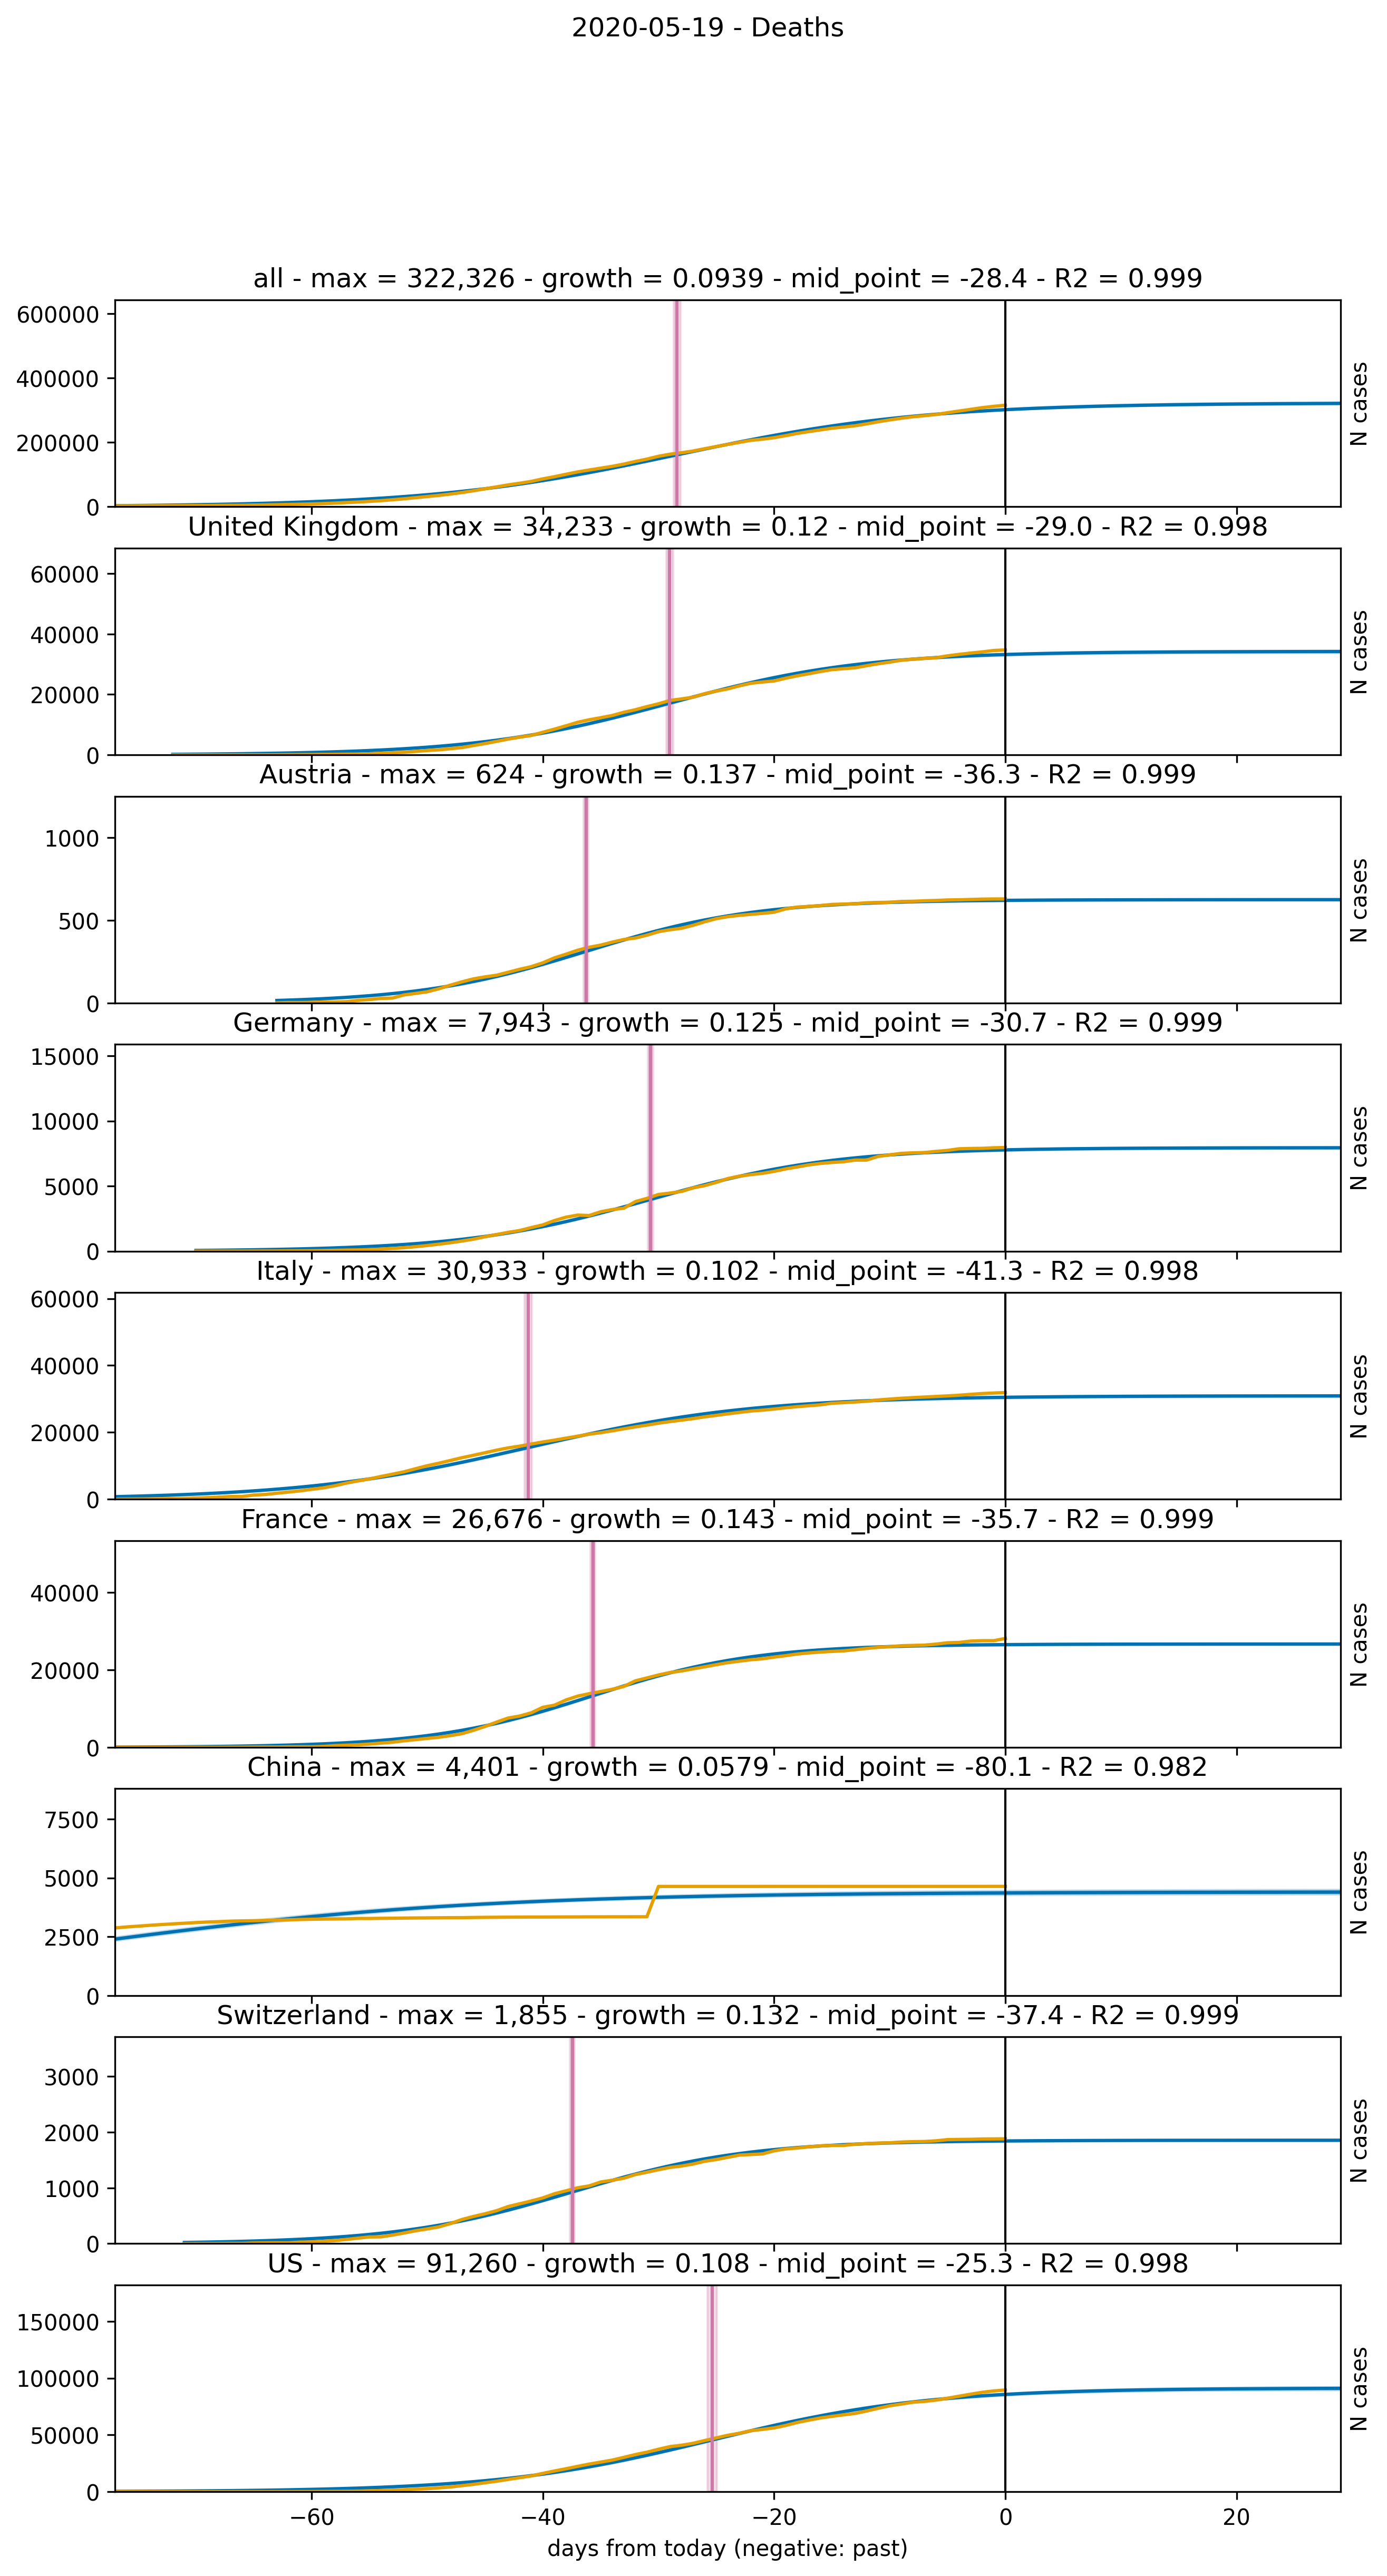 2020-05-19 - Deaths
all - max = 322,326 - growth = 0.0939 - mid_point = -28.4 - R2 = 0.999
600000
400000
200000
0
N cases
United Kingdom - max = 34,233 - growth = 0.12 - mid_point = -29.0 - R2 = 0.998
60000
40000
20000
0
N cases
Austria - max = 624 - growth = 0.137 - mid_point = -36.3 - R2 = 0.999
1000
500
0
N cases
Germany - max = 7,943 - growth = 0.125 - mid_point = -30.7 - R2 = 0.999
15000
10000
5000
0
N cases
Italy - max = 30,933 - growth = 0.102 - mid_point = -41.3 - R2 = 0.998
60000
40000
20000
0
N cases
France - max = 26,676 - growth = 0.143 - mid_point = -35.7 - R2 = 0.999
40000
20000
0
N cases
China - max = 4,401 - growth = 0.0579 - mid_point = -80.1 - R2 = 0.982
7500
5000
2500
0
N cases
Switzerland - max = 1,855 - growth = 0.132 - mid_point = -37.4 - R2 = 0.999
3000
2000
1000
0
N cases
US - max = 91,260 - growth = 0.108 - mid_point = -25.3 - R2 = 0.998
150000
100000
50000
0
N cases
−60 −40 −20 0 20
days from today (negative: past)